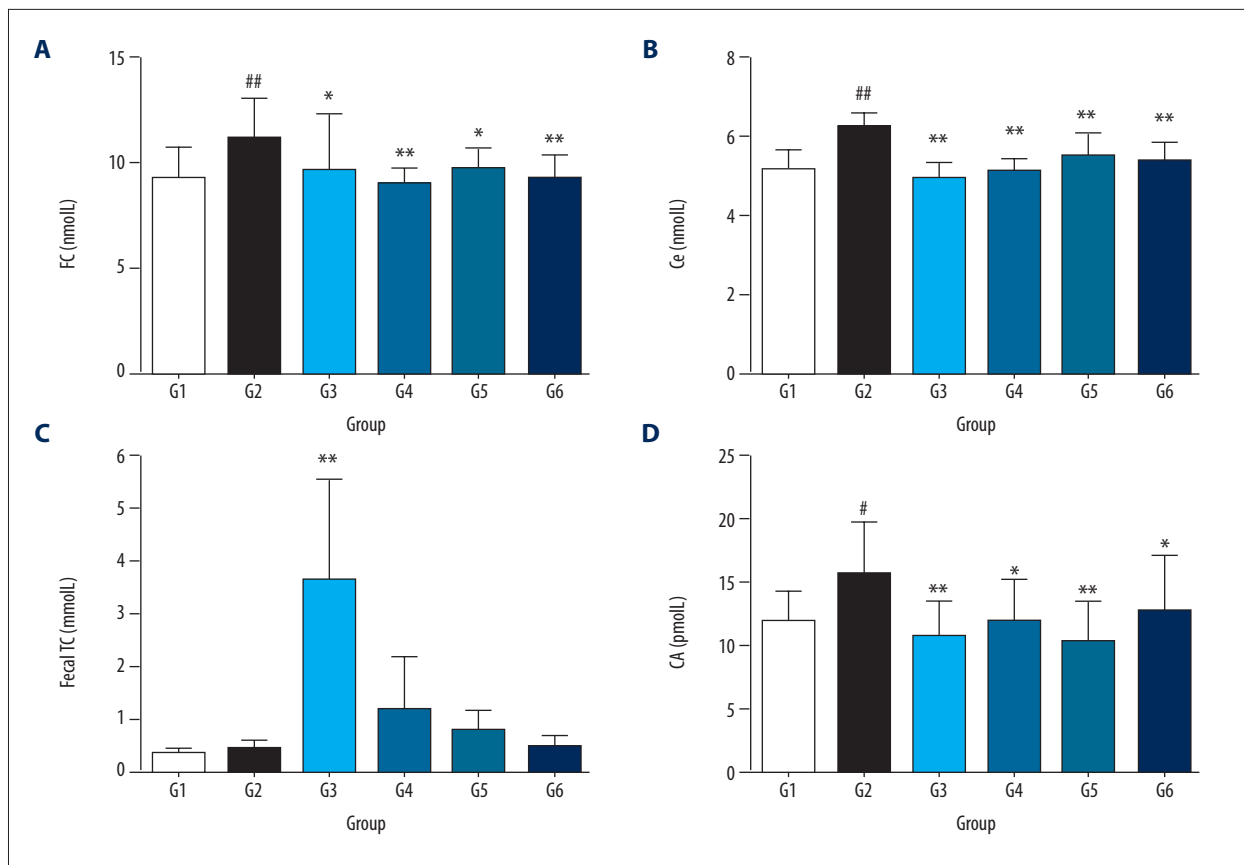 A
FC (nmolL)
15
10
5
0
##
*
**
*
**
G1 G2 G3 G4 G5 G6
Group
B
Ce (nmolL)
8
6
4
2
0
##
**
**
**
**
G1 G2 G3 G4 G5 G6
Group
C
Fecal TC (mmolL)
6
5
4
3
2
1
0
**
G1 G2 G3 G4 G5 G6
Group
D
CA (pmolL)
25
20
15
10
5
0
#
**
*
**
*
G1 G2 G3 G4 G5 G6
Group